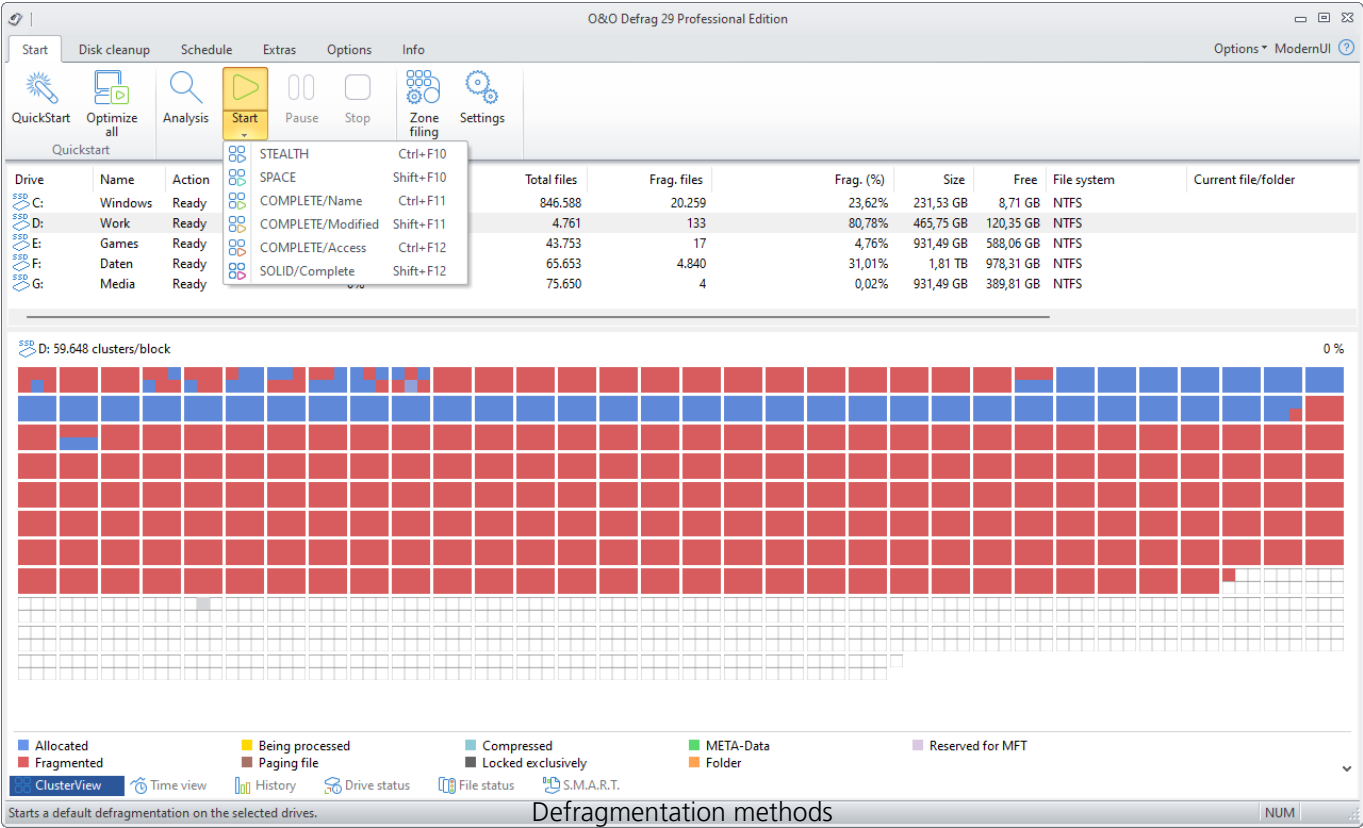 O&O Defrag 29 Professional Edition
Start Disk cleanup Schedule Extras Options Info Options ModernUI ?
QuickStart Optimize all Analysis Start Pause Stop Zone filing Settings
Quickstart
STEALTH Ctrl+F10
SPACE Shift+F10
COMPLETE/Name Ctrl+F11
COMPLETE/Modified Shift+F11
COMPLETE/Access Ctrl+F12
SOLID/Complete Shift+F12
Drive Name Action Total files Frag. files Frag. (%) Size Free File system Current file/folder
SSD C: Windows Ready 846.588 20.259 23,62% 231,53 GB 8,71 GB NTFS
SSD D: Work Ready 4.761 133 80,78% 465,75 GB 120,35 GB NTFS
SSD E: Games Ready 43.753 17 4,76% 931,49 GB 588,06 GB NTFS
SSD F: Daten Ready 65.653 4.840 31,01% 1,81 TB 978,31 GB NTFS
SSD G: Media Ready 75.650 4 0,02% 931,49 GB 389,81 GB NTFS
SSD D: 59.648 clusters/block 0 %
Allocated Being processed Compressed META-Data Reserved for MFT
Fragmented Paging file Locked exclusively Folder
ClusterView Time view History Drive status File status S.M.A.R.T.
Starts a default defragmentation on the selected drives. Defragmentation methods NUM